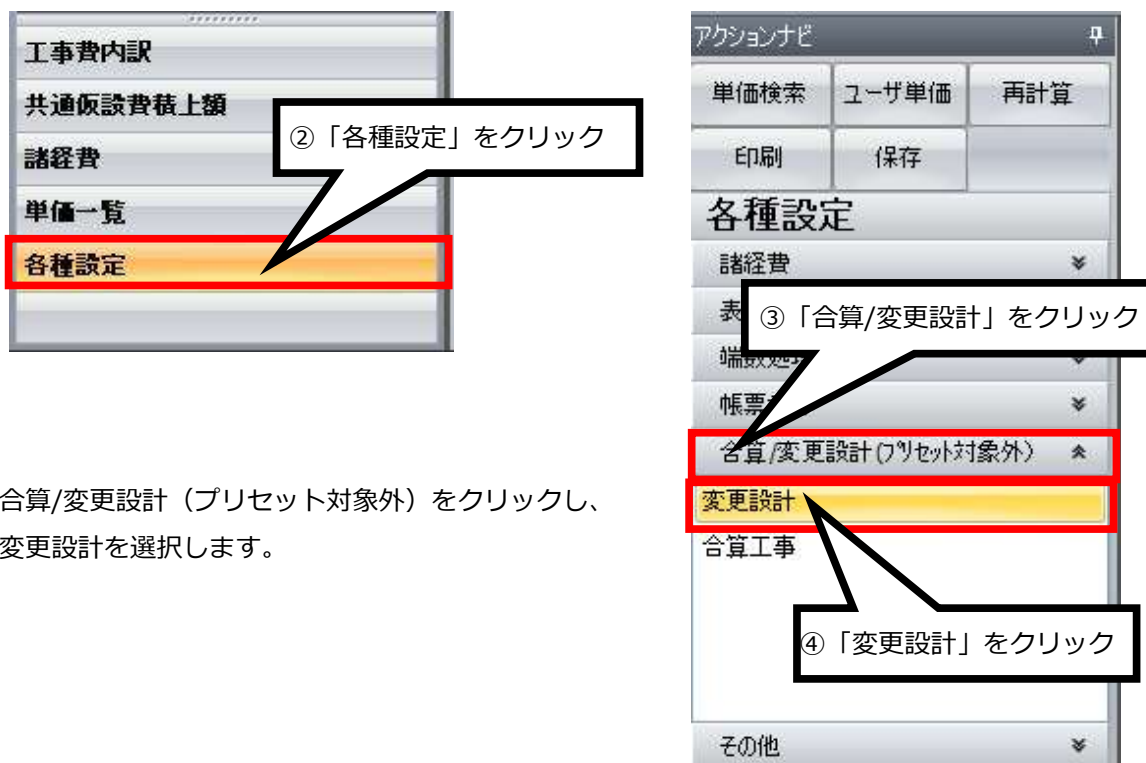 工事費内訳
共通仮設費積上額
諸経費
単価一覧
各種設定
②「各種設定」をクリック
合算/変更設計（プリセット対象外）をクリックし、
変更設計を選択します。
アクションナビ
単価検索 ユーザ単価 再計算
印刷 保存
各種設定
諸経費
表
③「合算/変更設計」をクリック
端数処理
帳票
合算/変更設計(プリセット対象外)
変更設計
合算工事
④「変更設計」をクリック
その他